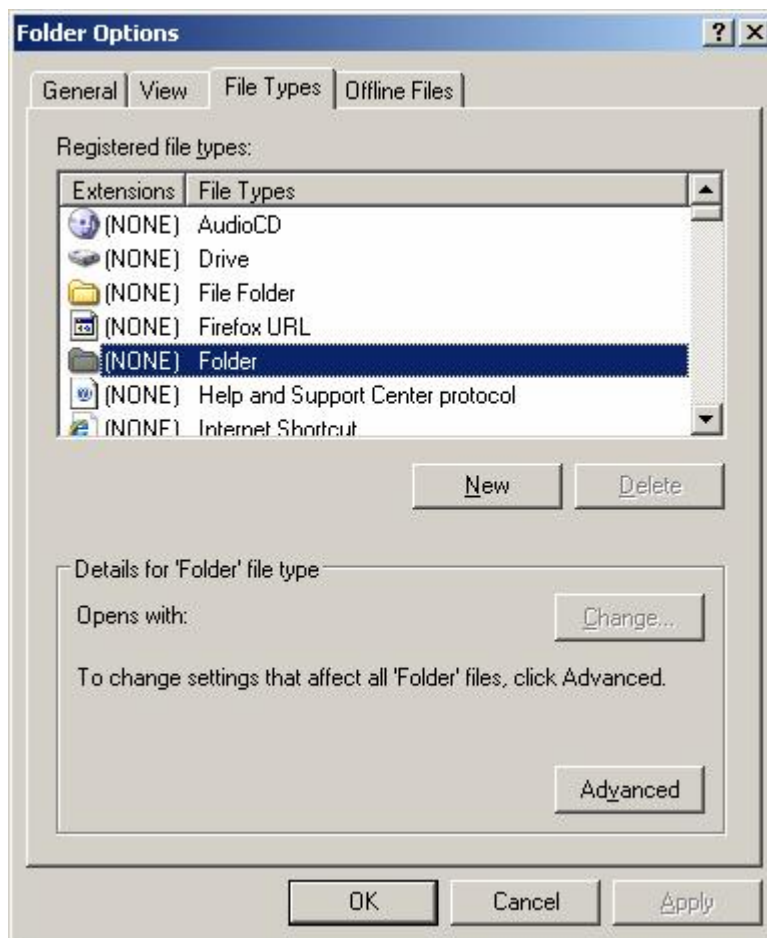 Folder Options
General View File Types Offline Files
Registered file types:
Extensions File Types
(NONE) AudioCD
(NONE) Drive
(NONE) File Folder
(NONE) Firefox URL
(NONE) Folder
(NONE) Help and Support Center protocol
(NONE) Internet Shortcut
New Delete
Details for 'Folder' file type
Opens with: Change...
To change settings that affect all 'Folder' files, click Advanced.
Advanced
OK Cancel Apply